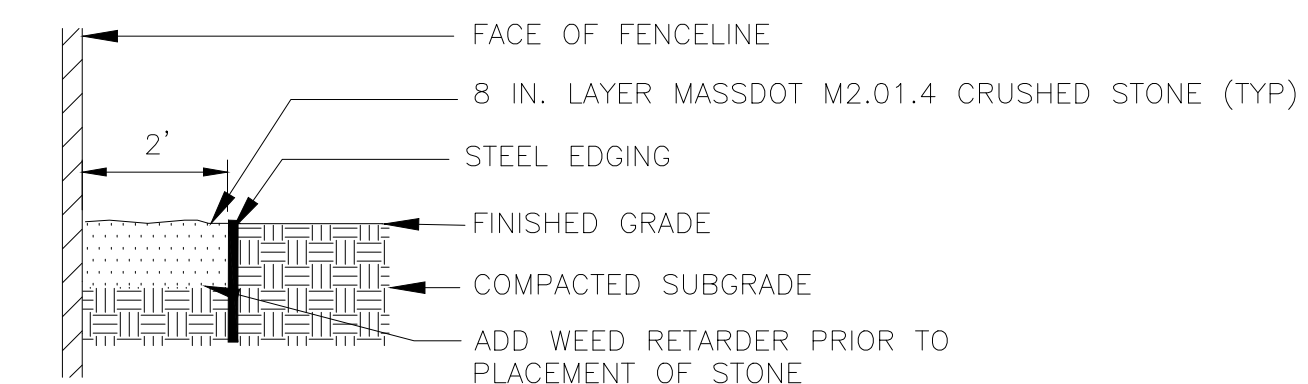 FACE OF FENCELINE
8 IN. LAYER MASSDOT M2.01.4 CRUSHED STONE (TYP)
2'
STEEL EDGING
FINISHED GRADE
COMPACTED SUBGRADE
ADD WEED RETARDER PRIOR TO
PLACEMENT OF STONE